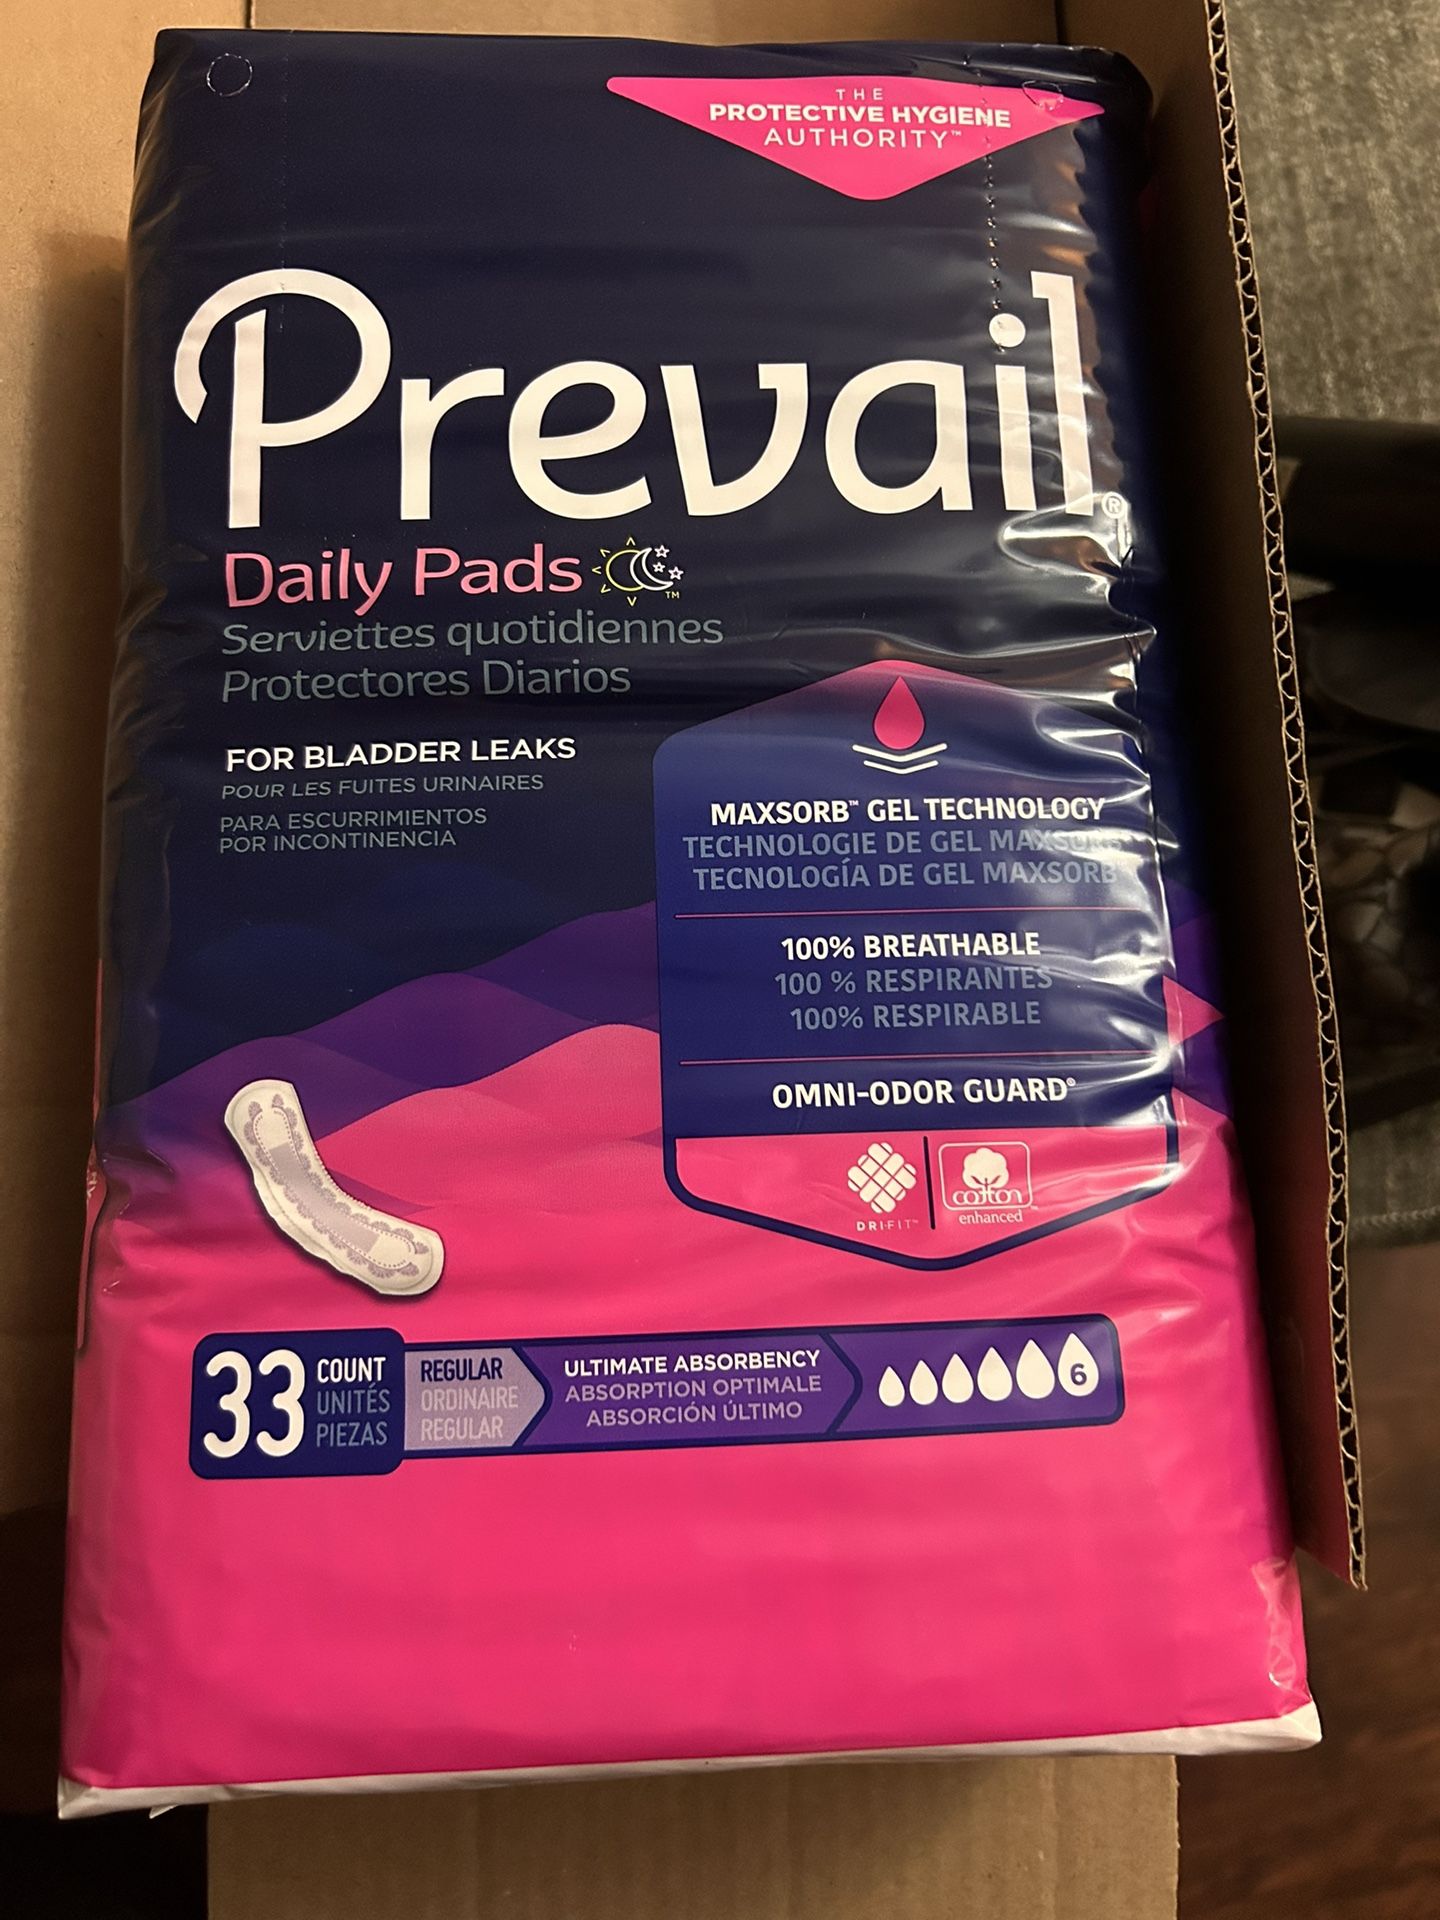 THE
PROTECTIVE HYGIENE
AUTHORITY™
Prevail®
Daily Pads ™
Serviettes quotidiennes
Protectores Diarios
FOR BLADDER LEAKS
POUR LES FUITES URINAIRES
PARA ESCURRIMIENTOS
POR INCONTINENCIA
MAXSORB™ GEL TECHNOLOGY
TECHNOLOGIE DE GEL MAXSORB
TECNOLOGÍA DE GEL MAXSORB
100% BREATHABLE
100 % RESPIRANTES
100% RESPIRABLE
OMNI-ODOR GUARD®
DRI-FIT™
cotton
enhanced™
33 COUNT
UNITÉS
PIEZAS
REGULAR
ORDINAIRE
REGULAR
ULTIMATE ABSORBENCY
ABSORPTION OPTIMALE
ABSORCIÓN ÚLTIMO
6